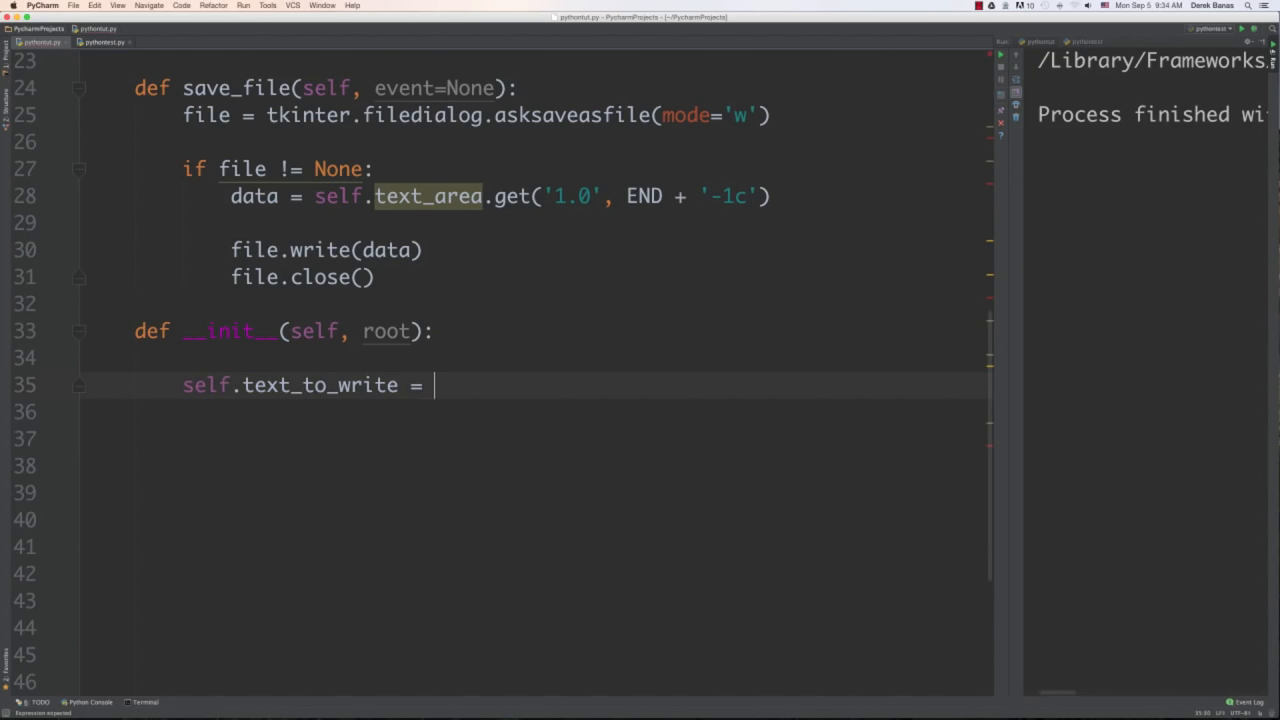 PyCharm File Edit View Navigate Code Refactor Run Tools VCS Window Help
10 Mon Sep 5 9:34 AM Derek Banas
pythontut.py - PycharmProjects - [~/PycharmProjects]
PycharmProjects pythontut.py
pythontest
pythontut.py pythontest.py
Run: pythontut pythontest
1: Project
Z: Structure
2: Favorites
23
24 def save_file(self, event=None):
25 file = tkinter.filedialog.asksaveasfile(mode='w')
26
27 if file != None:
28 data = self.text_area.get('1.0', END + '-1c')
29
30 file.write(data)
31 file.close()
32
33 def __init__(self, root):
34
35 self.text_to_write =
36
37
38
39
40
41
42
43
44
45
46
/Library/Frameworks
Process finished wi
6: TODO Python Console Terminal
Event Log
Expression expected
35:30 LF÷ UTF-8÷